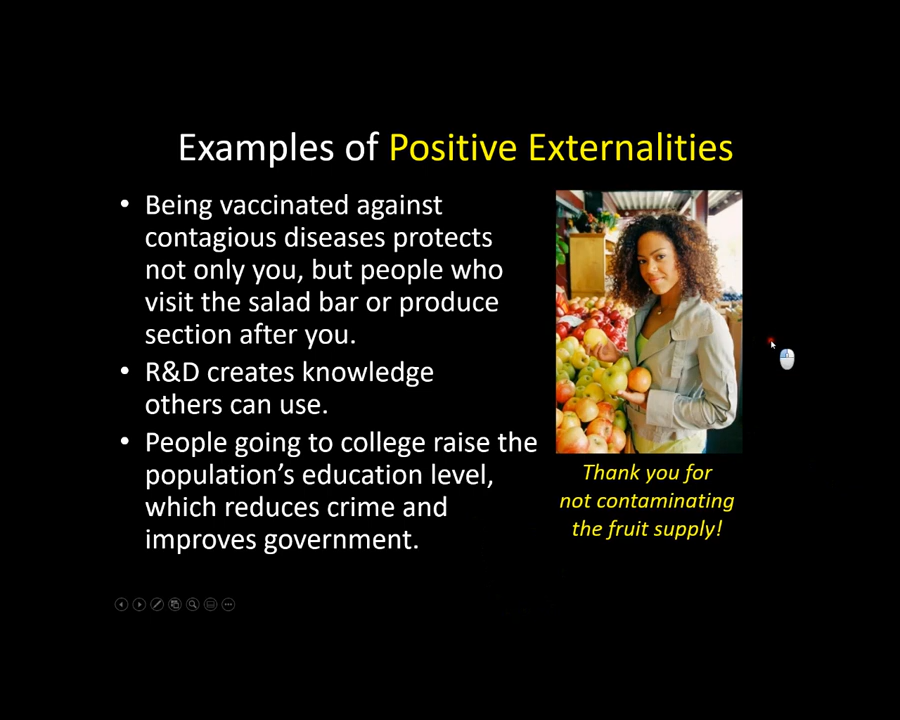 Examples of Positive Externalities
• Being vaccinated against
contagious diseases protects
not only you, but people who
visit the salad bar or produce
section after you.
• R&D creates knowledge
others can use.
• People going to college raise the
population’s education level,
which reduces crime and
improves government.
Thank you for
not contaminating
the fruit supply!